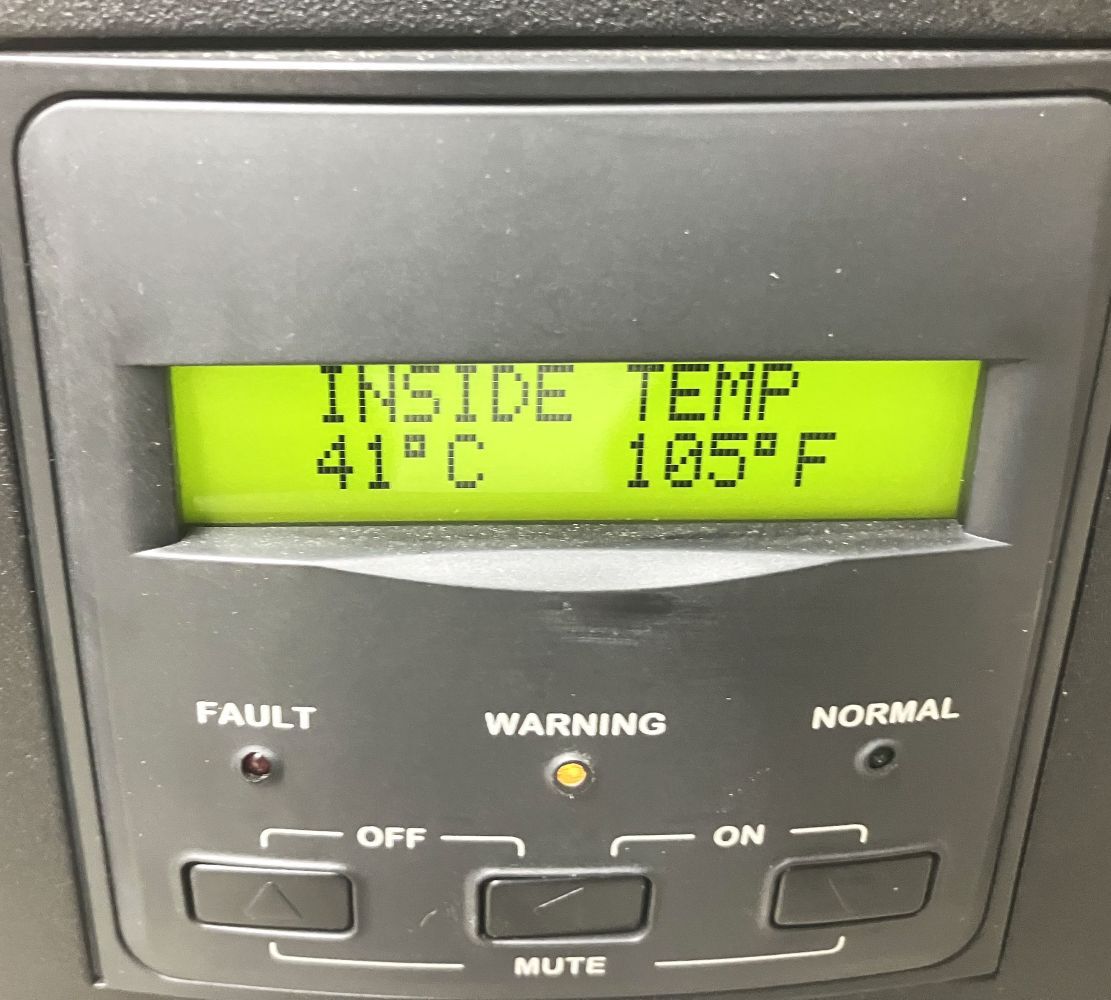 INSIDE TEMP
41°C 105°F
FAULT WARNING NORMAL
OFF ON
MUTE